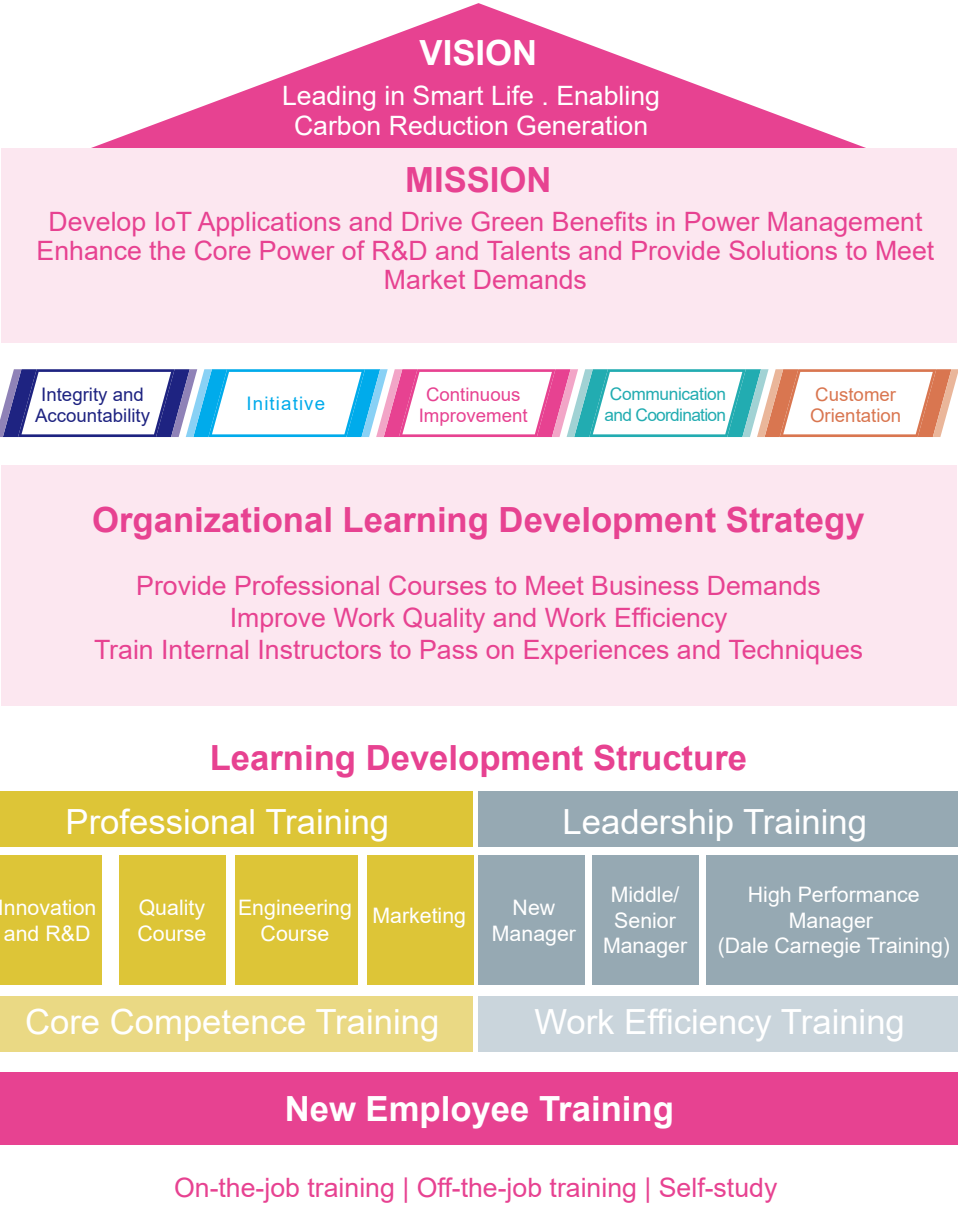 VISION
Leading in Smart Life . Enabling
Carbon Reduction Generation
MISSION
Develop IoT Applications and Drive Green Benefits in Power Management
Enhance the Core Power of R&D and Talents and Provide Solutions to Meet
Market Demands
Integrity and
Accountability
Initiative
Continuous
Improvement
Communication
and Coordination
Customer
Orientation
Organizational Learning Development Strategy
Provide Professional Courses to Meet Business Demands
Improve Work Quality and Work Efficiency
Train Internal Instructors to Pass on Experiences and Techniques
Learning Development Structure
Professional Training
Leadership Training
Innovation
and R&D
Quality
Course
Engineering
Course
Marketing
New
Manager
Middle/
Senior
Manager
High Performance
Manager
(Dale Carnegie Training)
Core Competence Training
Work Efficiency Training
New Employee Training
On-the-job training | Off-the-job training | Self-study